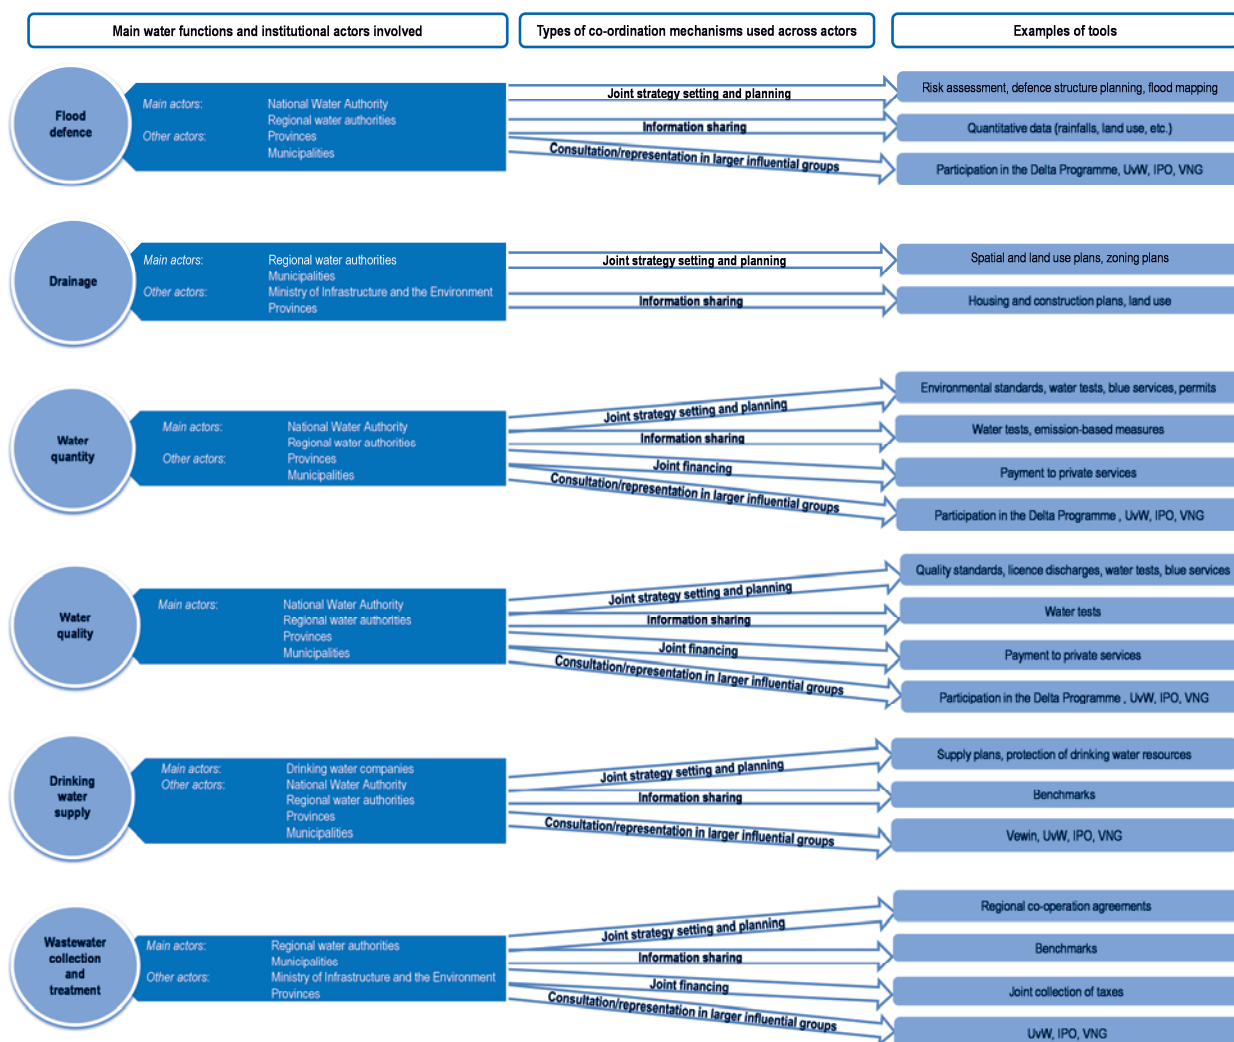 Main water functions and institutional actors involved
Types of co-ordination mechanisms used across actors
Examples of tools
Flood
defence
Main actors: National Water Authority
Regional water authorities
Other actors: Provinces
Municipalities
Joint strategy setting and planning
Information sharing
Consultation/representation in larger influential groups
Risk assessment, defence structure planning, flood mapping
Quantitative data (rainfalls, land use, etc.)
Participation in the Delta Programme, UvW, IPO, VNG
Drainage
Main actors: Regional water authorities
Municipalities
Other actors: Ministry of Infrastructure and the Environment
Provinces
Joint strategy setting and planning
Information sharing
Spatial and land use plans, zoning plans
Housing and construction plans, land use
Water
quantity
Main actors: National Water Authority
Regional water authorities
Other actors: Provinces
Municipalities
Joint strategy setting and planning
Information sharing
Joint financing
Consultation/representation in larger influential groups
Environmental standards, water tests, blue services, permits
Water tests, emission-based measures
Payment to private services
Participation in the Delta Programme , UvW, IPO, VNG
Water
quality
Main actors: National Water Authority
Regional water authorities
Provinces
Municipalities
Joint strategy setting and planning
Information sharing
Joint financing
Consultation/representation in larger influential groups
Quality standards, licence discharges, water tests, blue services
Water tests
Payment to private services
Participation in the Delta Programme , UvW, IPO, VNG
Drinking
water
supply
Main actors: Drinking water companies
Other actors: National Water Authority
Regional water authorities
Provinces
Municipalities
Joint strategy setting and planning
Information sharing
Consultation/representation in larger influential groups
Supply plans, protection of drinking water resources
Benchmarks
Vewin, UvW, IPO, VNG
Wastewater
collection
and
treatment
Main actors: Regional water authorities
Municipalities
Other actors: Ministry of Infrastructure and the Environment
Provinces
Joint strategy setting and planning
Information sharing
Joint financing
Consultation/representation in larger influential groups
Regional co-operation agreements
Benchmarks
Joint collection of taxes
UvW, IPO, VNG